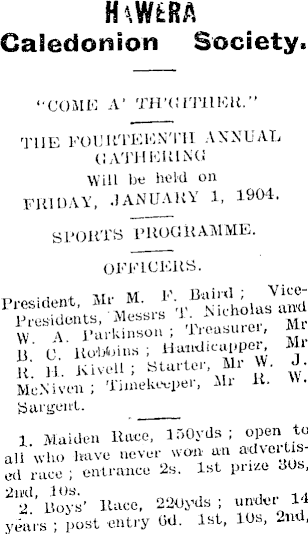 HAWERA
Caledonion Society.
"COME A' TH'GITHER."
THE FOURTEENTH ANNUAL
GATHERING
Will be held on
FRIDAY, JANUARY 1, 1904.
SPORTS PROGRAMME.
OFFICERS.
President, Mr M. F. Baird ; Vice-
Presidents, Messrs T. Nicholas and
W. A. Parkinson ; Treasurer, Mr
B. C. Robbins ; Handicapper, Mr
R. H. Kivell ; Starter, Mr W. J.
McNiven ; Timekeeper, Mr R. W.
Sargent.
1. Maiden Race, 150yds ; open to
all who have never won an advertis-
ed race ; entrance 2s. 1st prize 30s,
2nd, 10s.
2. Boys' Race, 220yds ; under 14
years ; post entry 6d. 1st, 10s, 2nd,